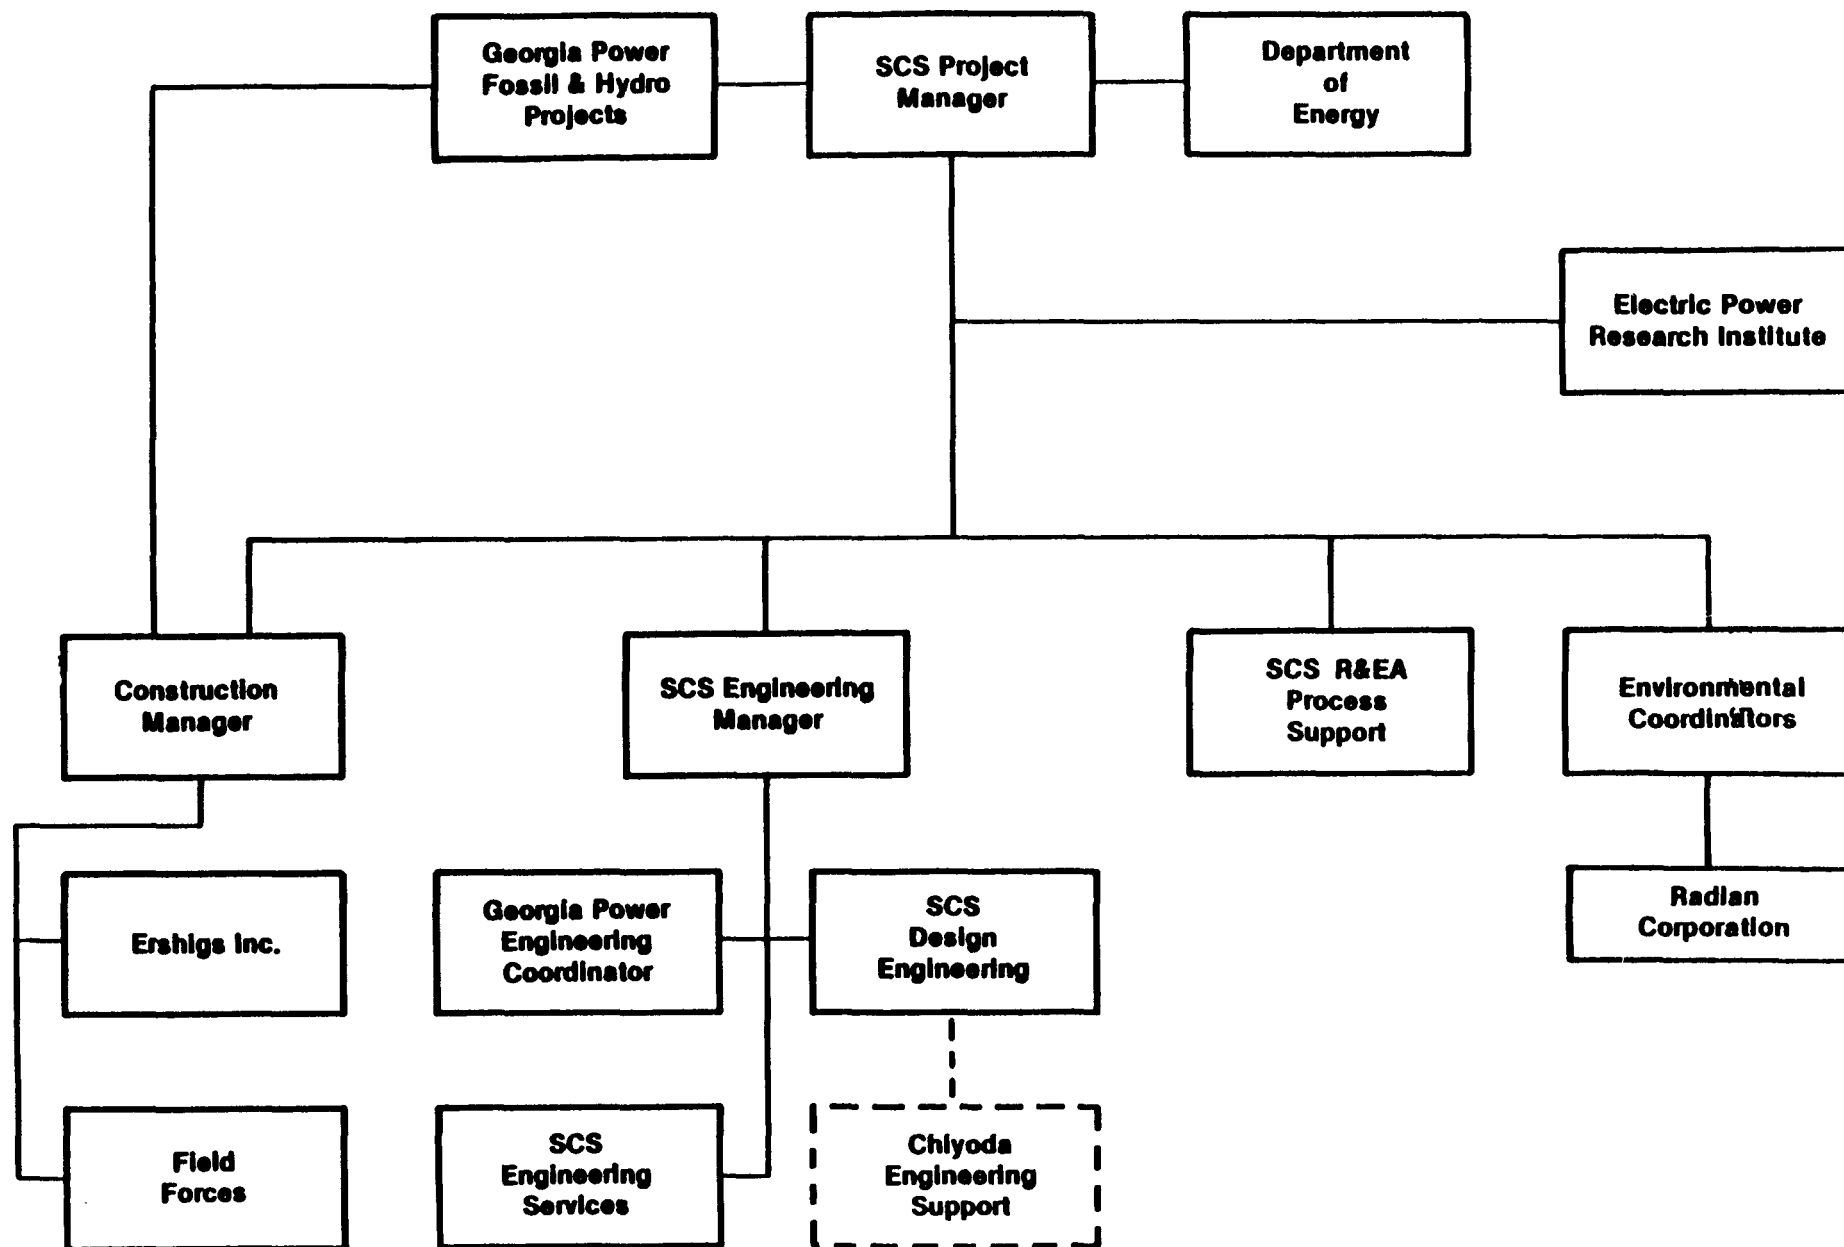 Georgia Power
Fossil & Hydro
Projects
SCS Project
Manager
Department
of
Energy
Electric Power
Research Institute
Construction
Manager
SCS Engineering
Manager
SCS R&EA
Process
Support
Environmental
Coordinators
Ershigs Inc.
Georgia Power
Engineering
Coordinator
SCS
Design
Engineering
Radian
Corporation
Field
Forces
SCS
Engineering
Services
Chiyoda
Engineering
Support